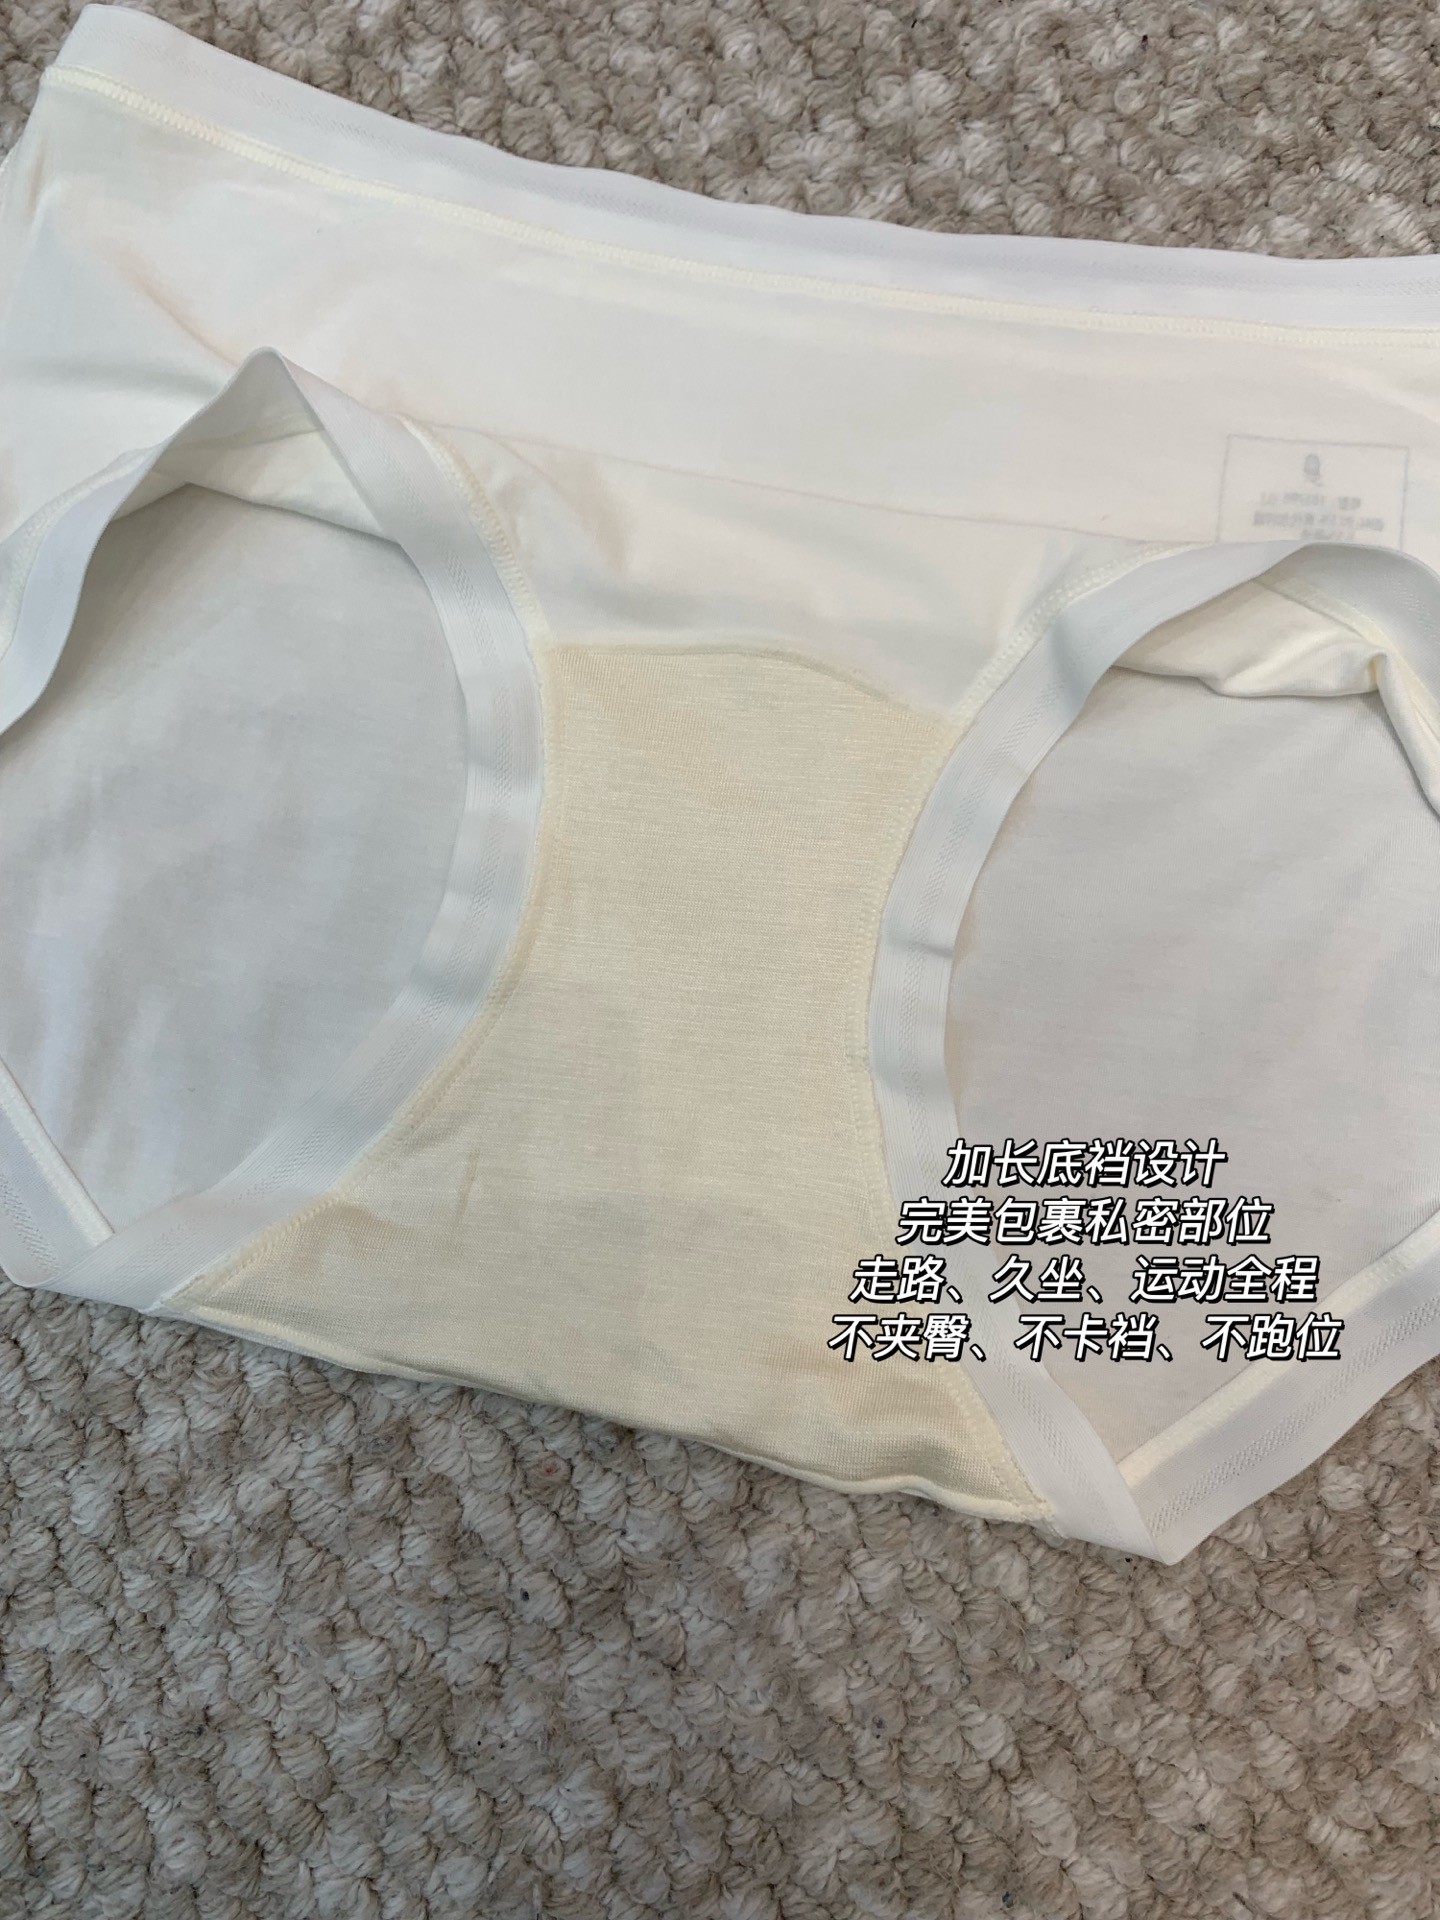 加长底裆设计
完美包裹私密部位
走路、久坐、运动全程
不夹臀、不卡裆、不跑位